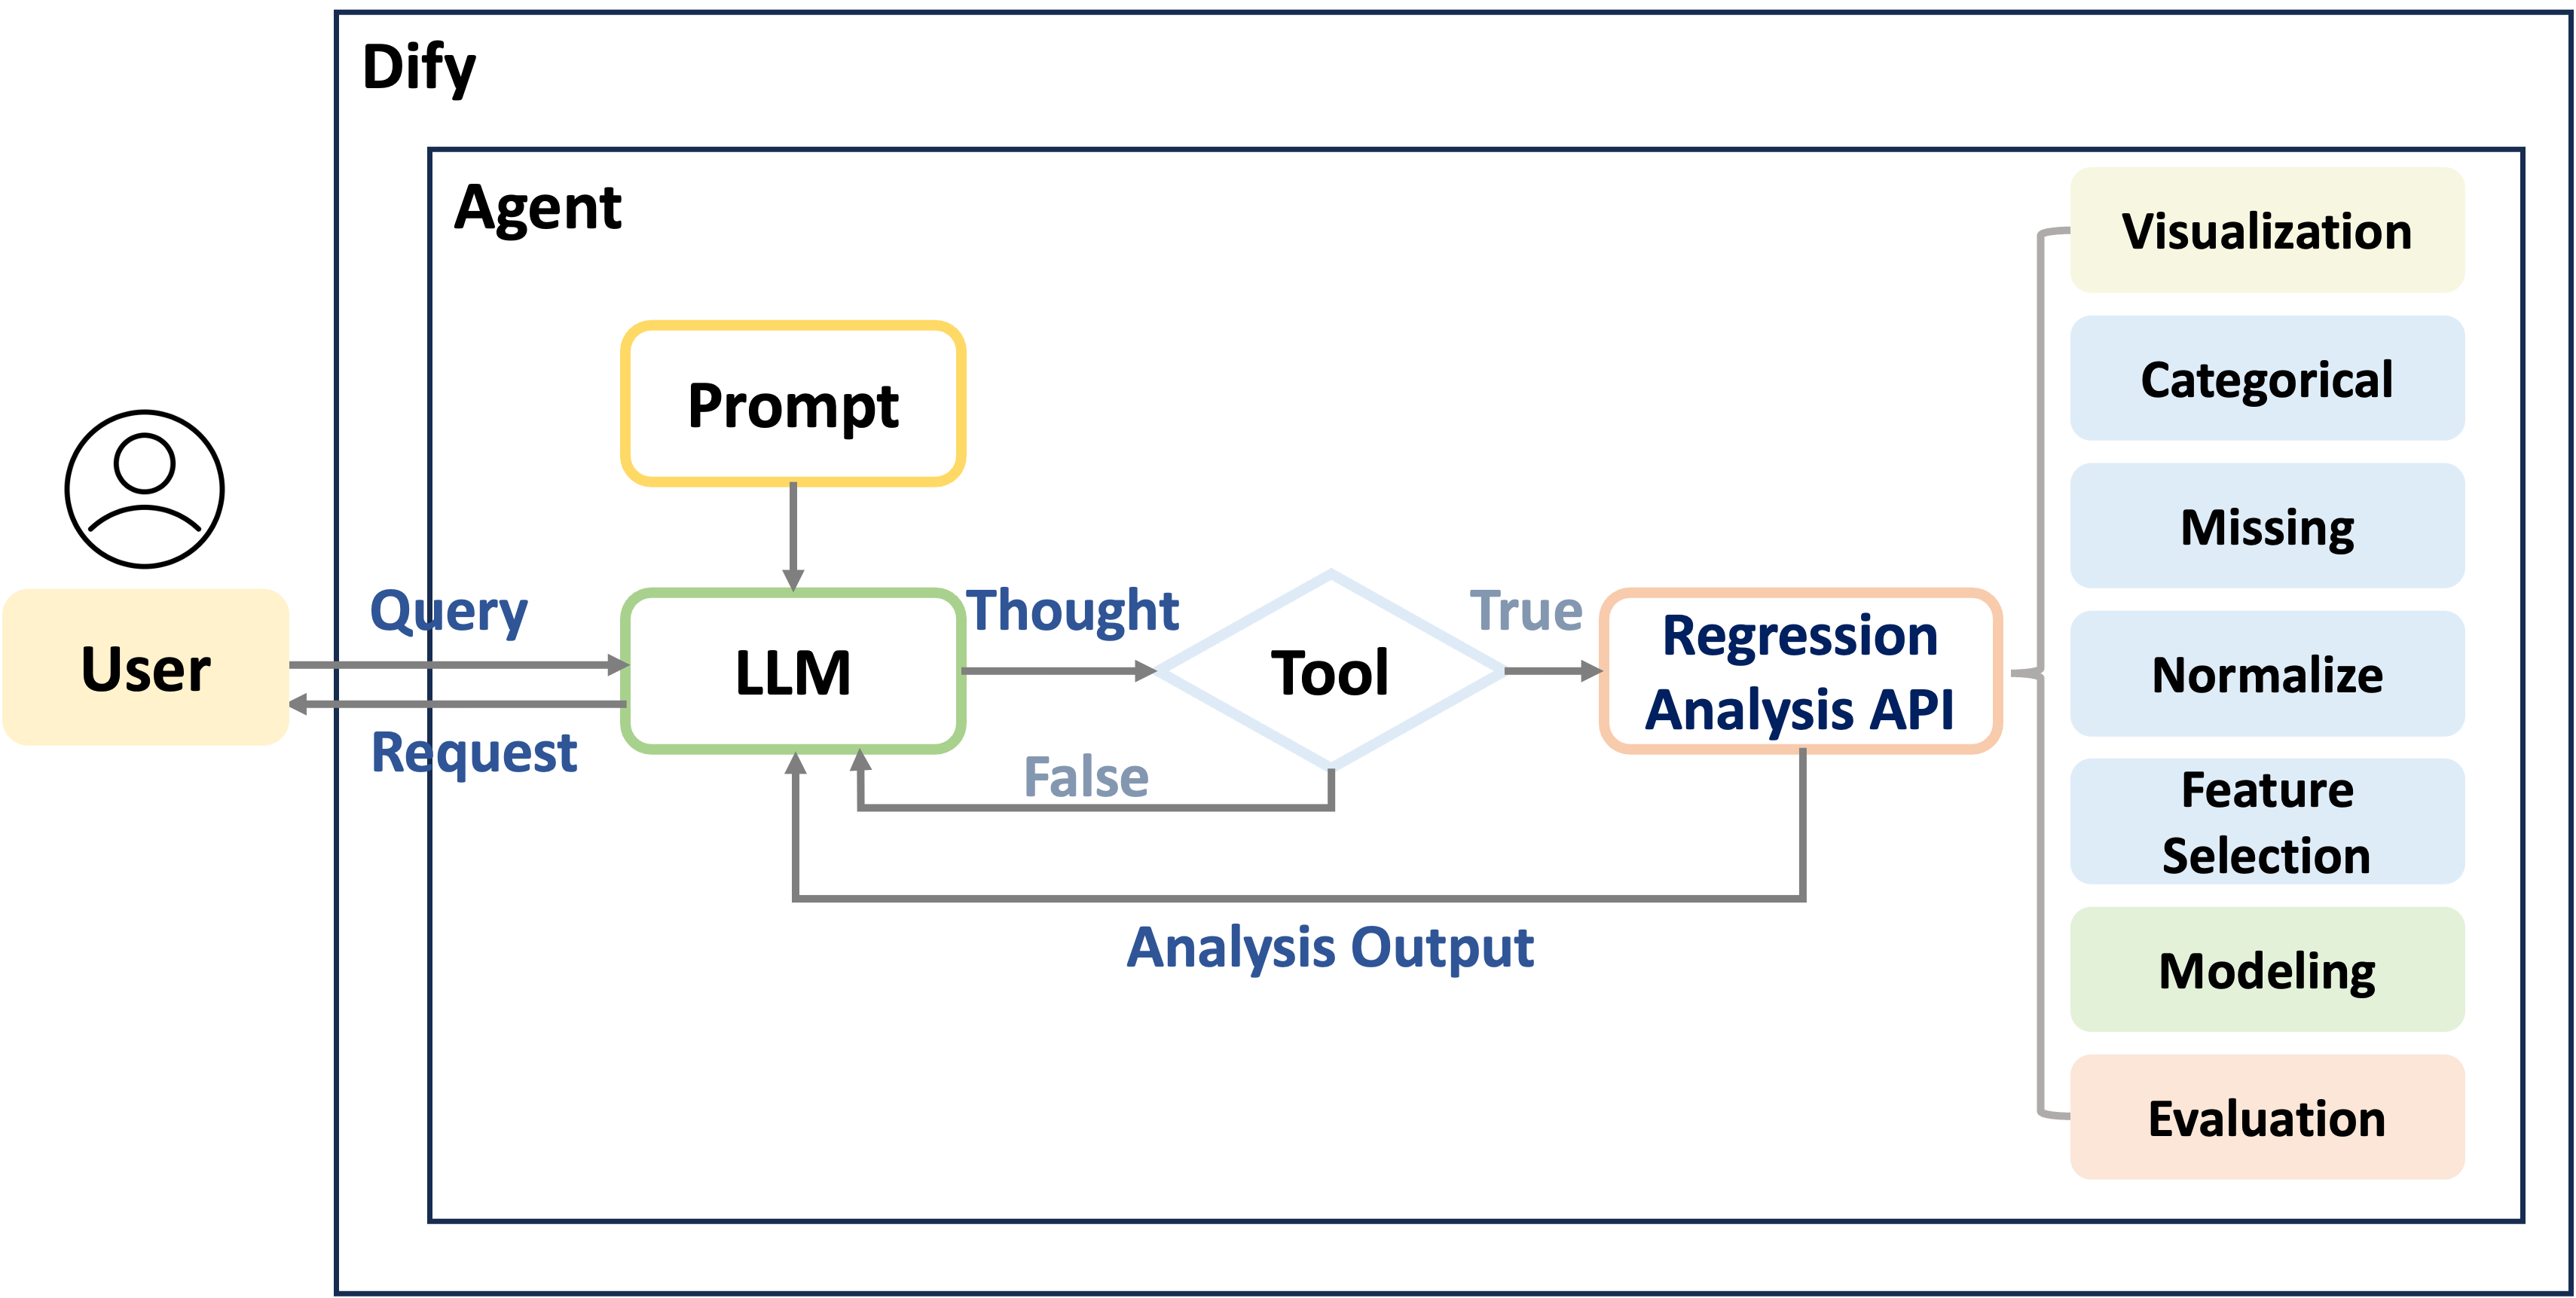 Dify
Agent
Prompt
User
Query
Request
LLM
Thought
Tool
True
False
Regression
Analysis API
Analysis Output
Visualization
Categorical
Missing
Normalize
Feature
Selection
Modeling
Evaluation